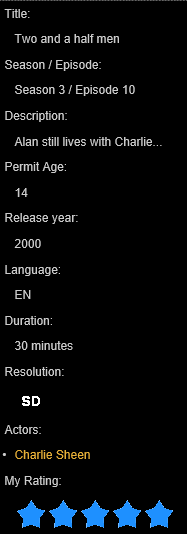 Title:
Two and a half men
Season / Episode:
Season 3 / Episode 10
Description:
Alan still lives with Charlie...
Permit Age:
14
Release year:
2000
Language:
EN
Duration:
30 minutes
Resolution:
SD
Actors:
• Charlie Sheen
My Rating: